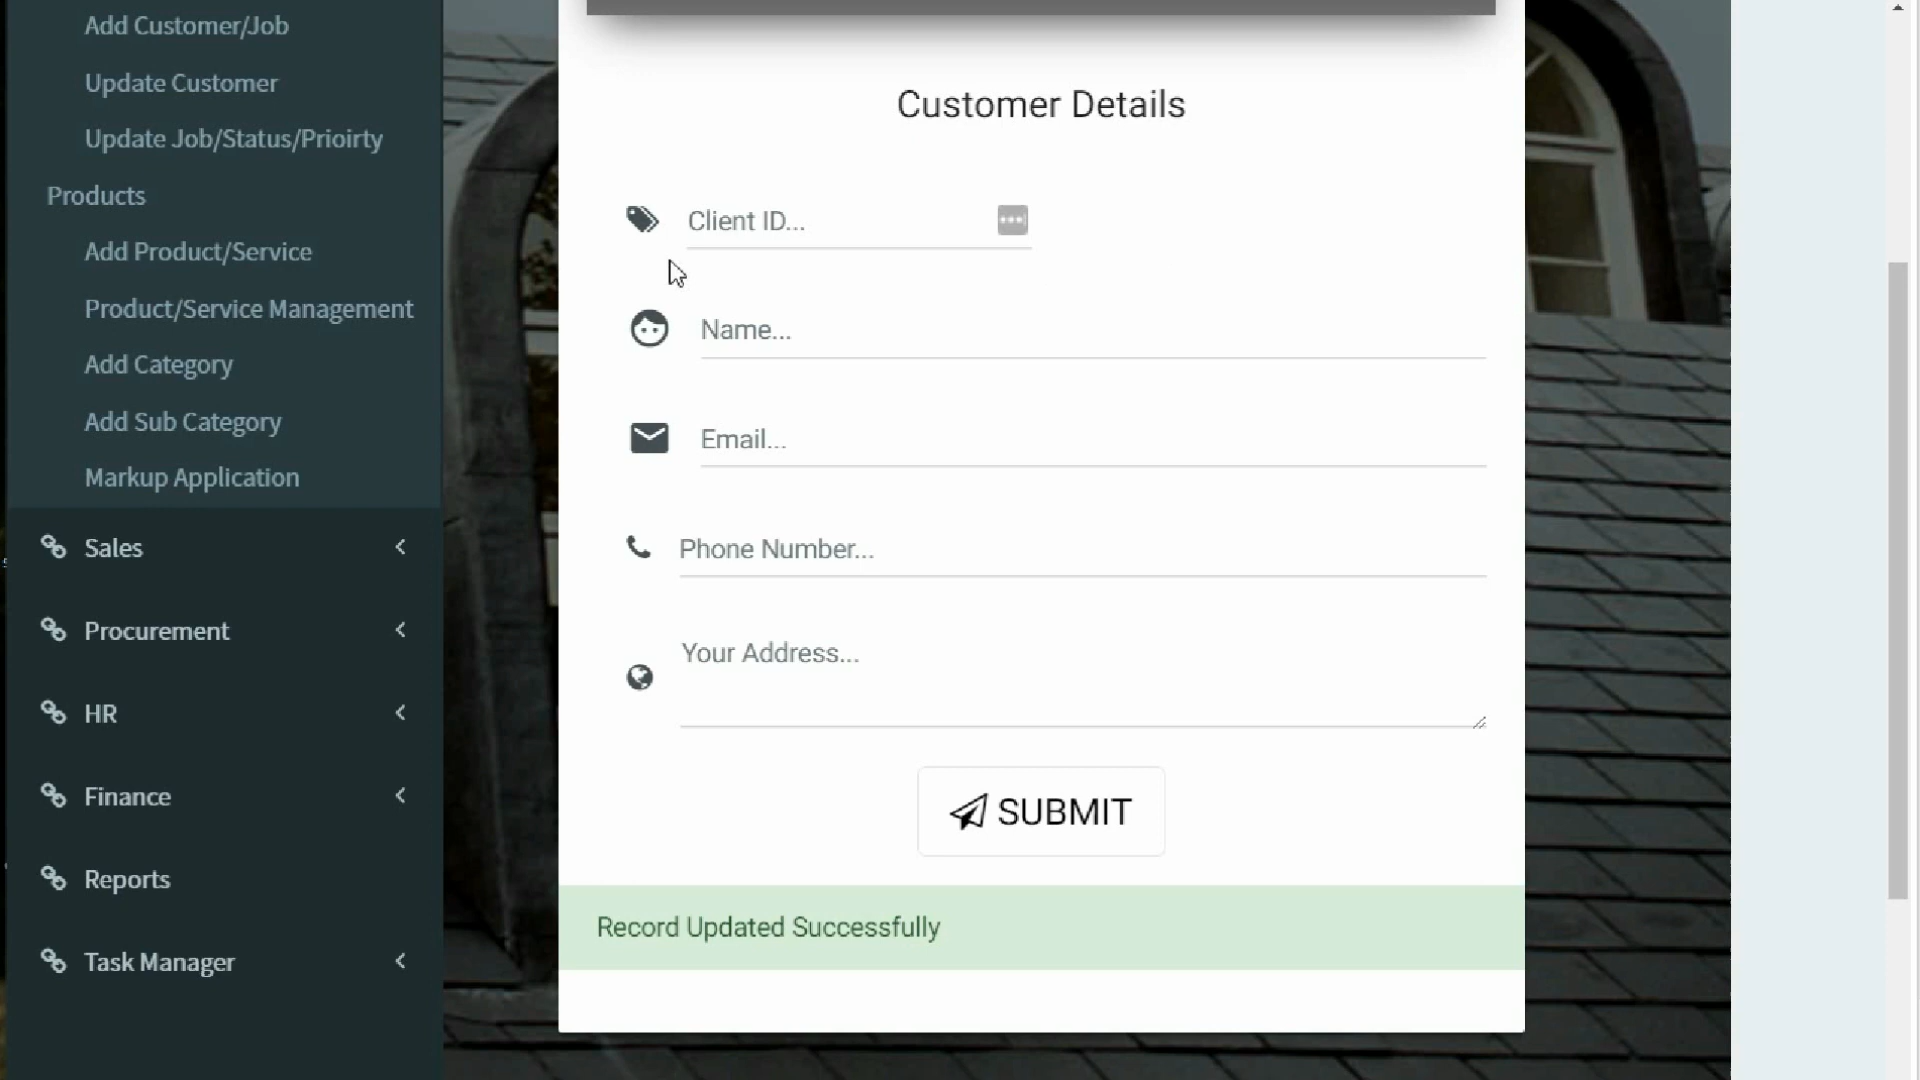 Add Customer/Job
Update Customer
Update Job/Status/Prioirty
Products
Add Product/Service
Product/Service Management
Add Category
Add Sub Category
Markup Application
Sales
Procurement
HR
Finance
Reports
Task Manager
Customer Details
Client ID...
Name...
Email...
Phone Number...
Your Address...
SUBMIT
Record Updated Successfully